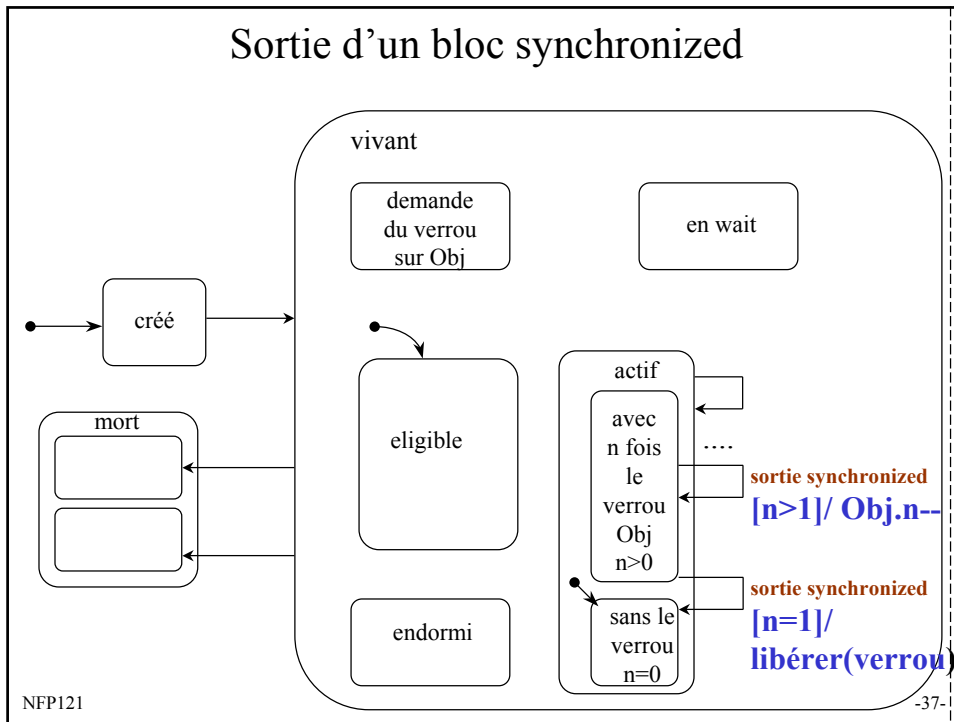 Sortie d’un bloc synchronized
vivant
demande
du verrou
sur Obj
en wait
créé
actif
mort
eligible
avec
n fois
le
verrou
Obj
n>0
....
sortie synchronized
[n>1]/ Obj.n--
sortie synchronized
[n=1]/
libérer(verrou)
endormi
sans le
verrou
n=0
NFP121
-37-